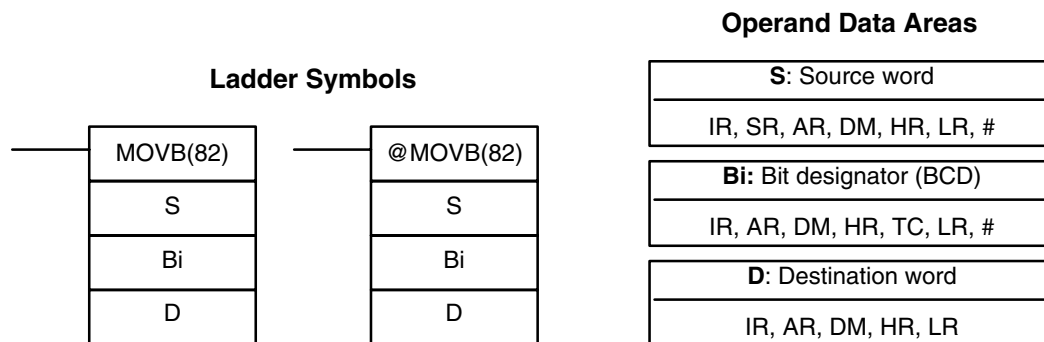 Ladder Symbols
MOVB(82)
S
Bi
D
@MOVB(82)
S
Bi
D
Operand Data Areas
S: Source word
IR, SR, AR, DM, HR, LR, #
Bi: Bit designator (BCD)
IR, AR, DM, HR, TC, LR, #
D: Destination word
IR, AR, DM, HR, LR